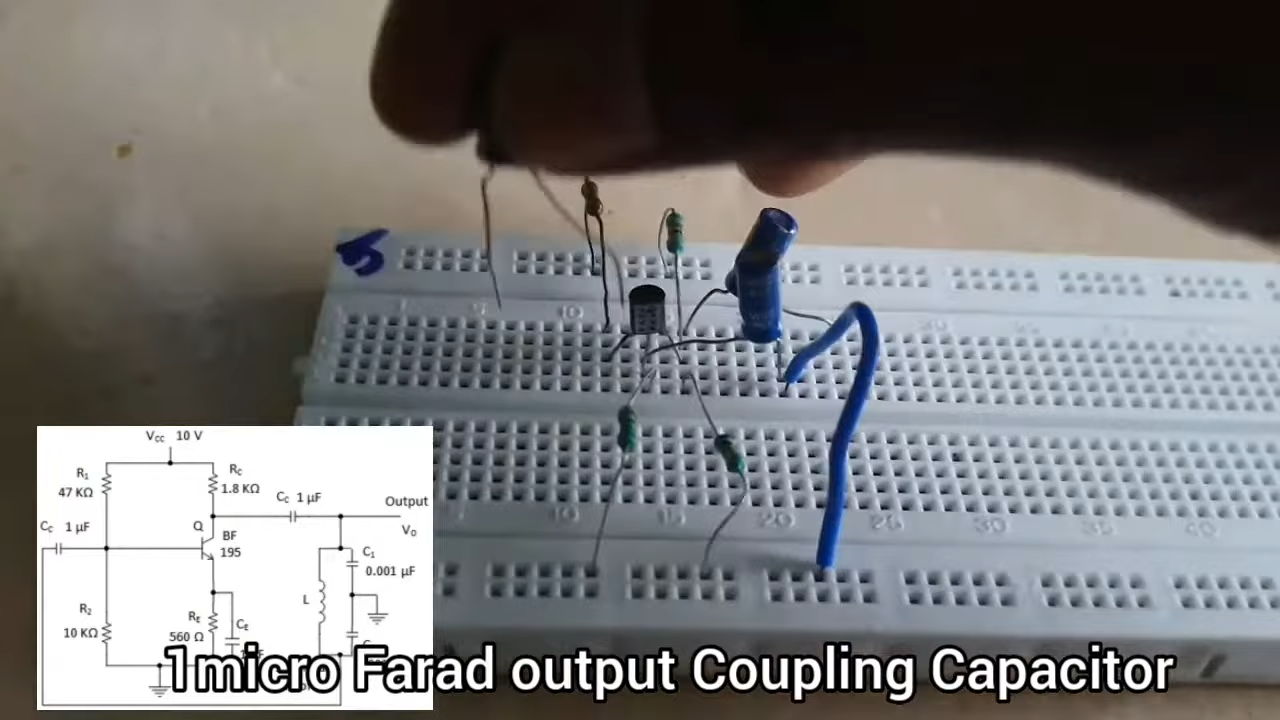 5
10
10
15
20
25
30
35
40
Vcc 10 V
R1
47 KΩ
Rc
1.8 KΩ
Cc 1 µF
Output
Vo
Cc 1 µF
Q
BF
195
C1
0.001 µF
L
R2
10 KΩ
RE
560 Ω
CE
1micro Farad output Coupling Capacitor